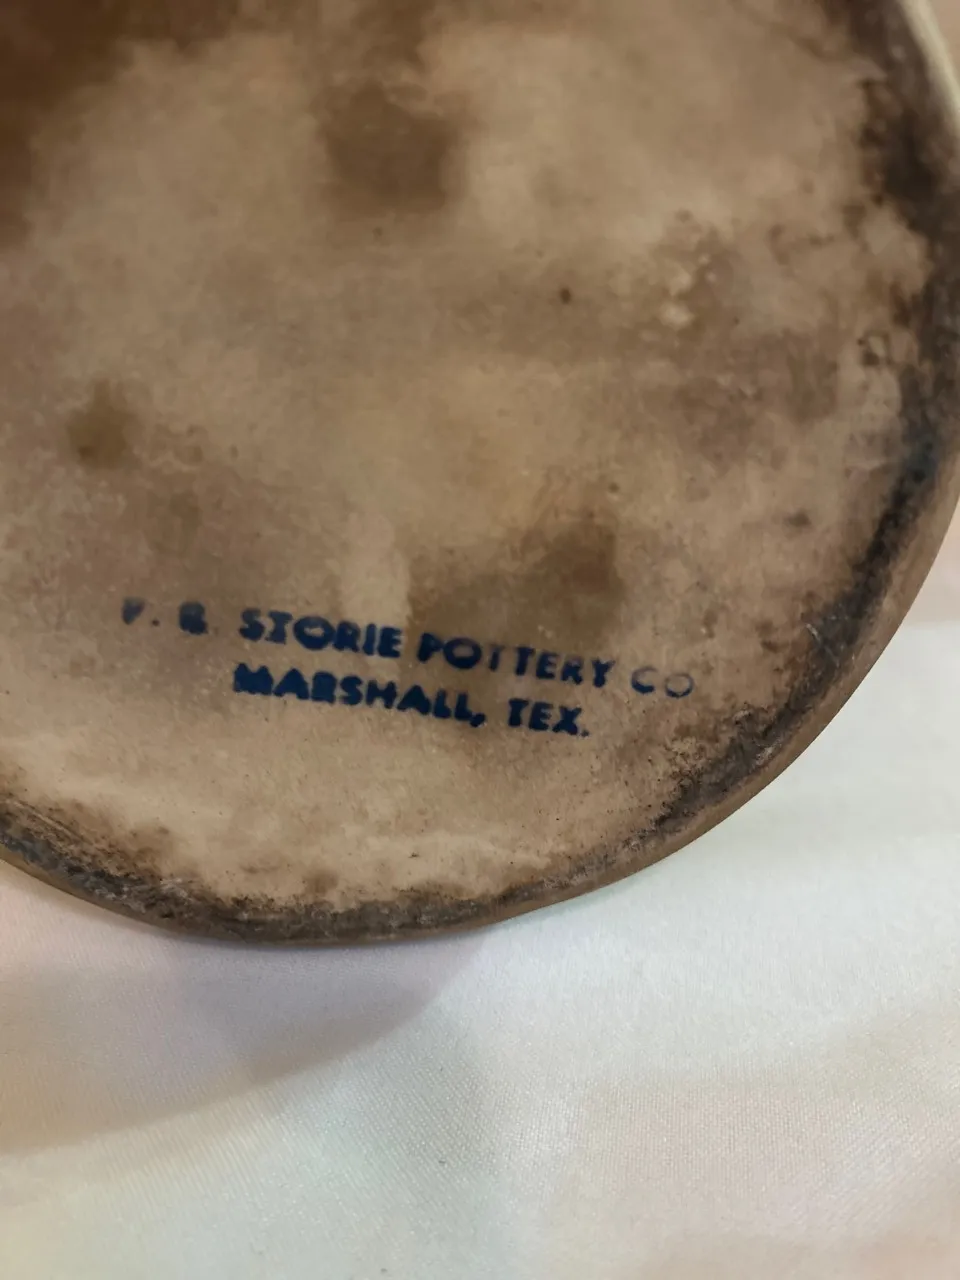 F. B. STORIE POTTERY CO
MARSHALL, TEX.